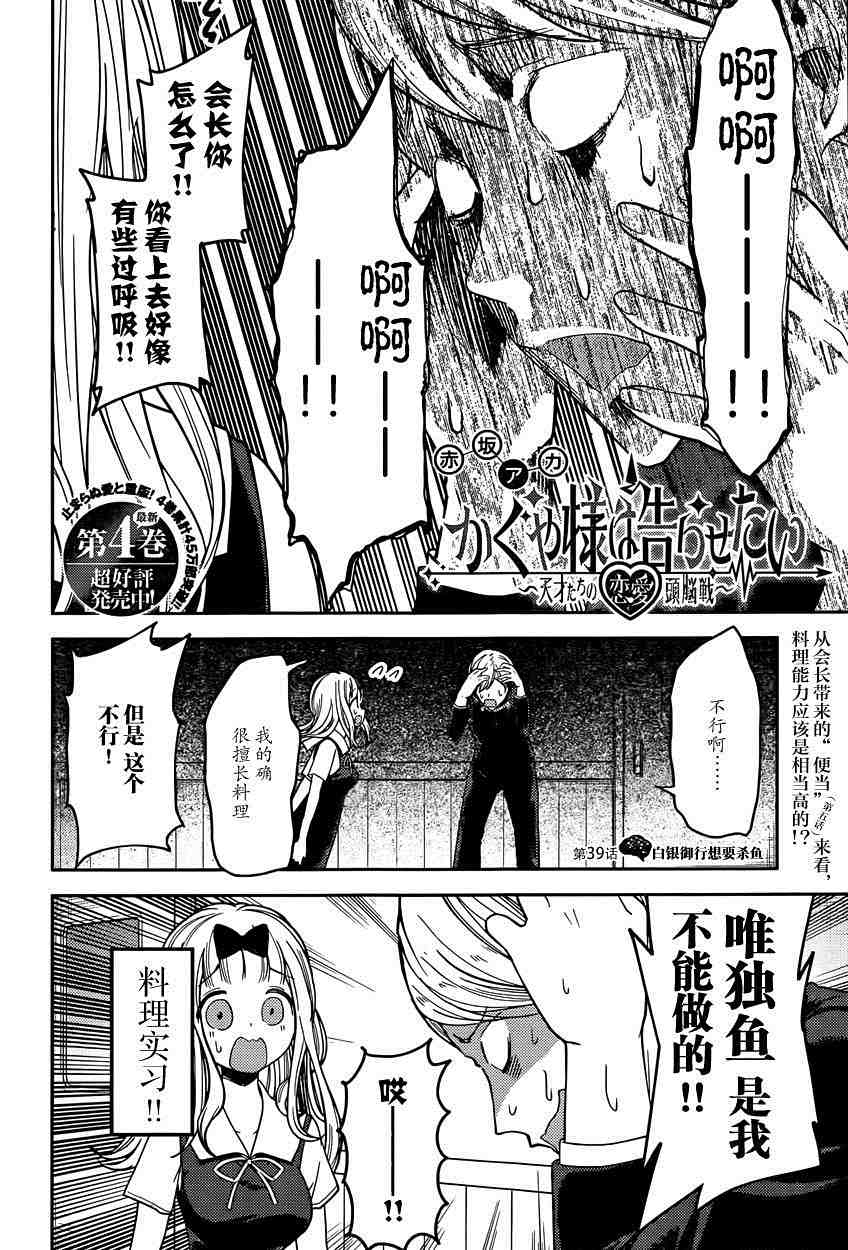 啊啊——————!!
啊啊——————!!
会长你
怎么了!!
你看上去好像
有些过呼吸!!
赤坂アカ
かぐや様は告らせたい
~天才たちの恋愛頭脳戦~
最新
第4巻
超好評
発売中!
从会长带来的“便当”(第五话)来看，
料理能力应该是相当高的!?
不行啊……
我的确
很擅长料理
但是 这个
不行!
第39话 白银御行想要杀鱼
唯独鱼 是我
不能做的!!
哎————!!
料理实习!!